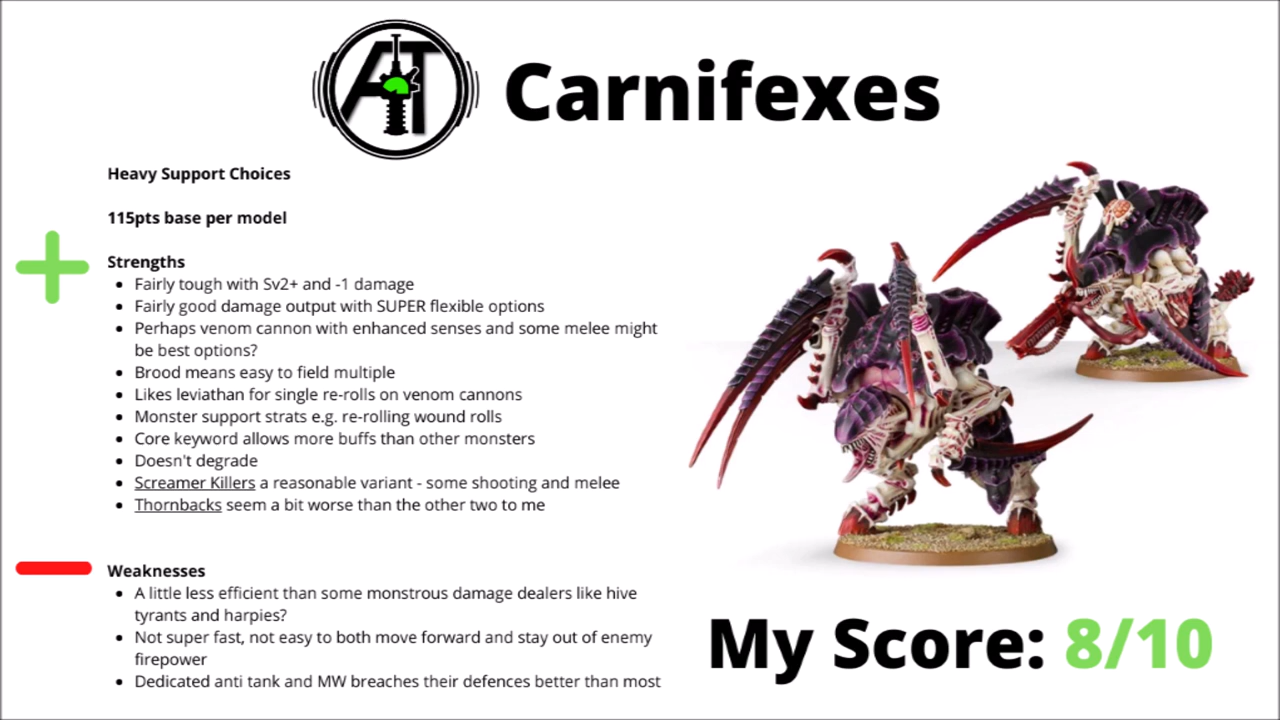 AT
Carnifexes
Heavy Support Choices
115pts base per model
Strengths
• Fairly tough with Sv2+ and -1 damage
• Fairly good damage output with SUPER flexible options
• Perhaps venom cannon with enhanced senses and some melee might
be best options?
• Brood means easy to field multiple
• Likes leviathan for single re-rolls on venom cannons
• Monster support strats e.g. re-rolling wound rolls
• Core keyword allows more buffs than other monsters
• Doesn't degrade
• Screamer Killers a reasonable variant - some shooting and melee
• Thornbacks seem a bit worse than the other two to me
Weaknesses
• A little less efficient than some monstrous damage dealers like hive
tyrants and harpies?
• Not super fast, not easy to both move forward and stay out of enemy
firepower
• Dedicated anti tank and MW breaches their defences better than most
My Score: 8/10